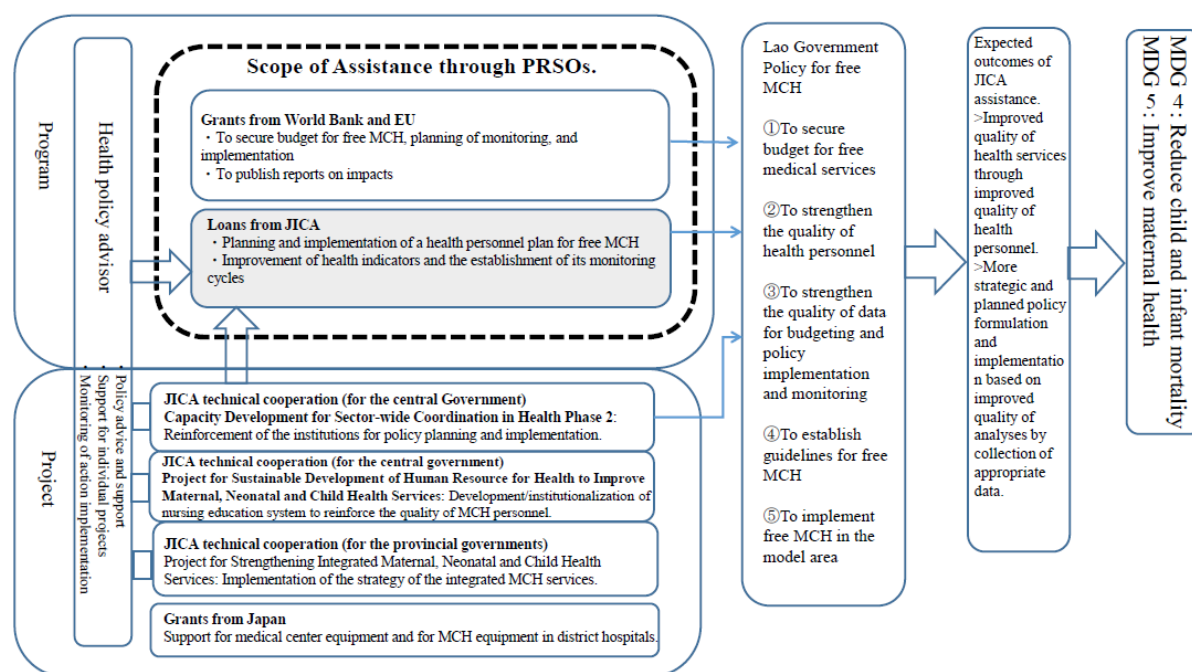 Program
Health policy advisor
Scope of Assistance through PRSOs.
Grants from World Bank and EU
・To secure budget for free MCH, planning of monitoring, and
implementation
・To publish reports on impacts
Loans from JICA
・Planning and implementation of a health personnel plan for free MCH
・Improvement of health indicators and the establishment of its monitoring
cycles
Project
・Policy advice and support
・Support for individual projects
Monitoring of action implementation
JICA technical cooperation (for the central Government)
Capacity Development for Sector-wide Coordination in Health Phase 2:
Reinforcement of the institutions for policy planning and implementation.
JICA technical cooperation (for the central government)
Project for Sustainable Development of Human Resource for Health to Improve
Maternal, Neonatal and Child Health Services: Development/institutionalization of
nursing education system to reinforce the quality of MCH personnel.
JICA technical cooperation (for the provincial governments)
Project for Strengthening Integrated Maternal, Neonatal and Child Health
Services: Implementation of the strategy of the integrated MCH services.
Grants from Japan
Support for medical center equipment and for MCH equipment in district hospitals.
Lao Government
Policy for free
MCH
①To secure
budget for free
medical services
②To strengthen
the quality of
health personnel
③To strengthen
the quality of data
for budgeting and
policy
implementation
and monitoring
④To establish
guidelines for free
MCH
⑤To implement
free MCH in the
model area
Expected
outcomes of
JICA
assistance.
>Improved
quality of
health services
through
improved
quality of
health
personnel.
>More
strategic and
planned policy
formulation
and
implementatio
n based on
improved
quality of
analyses by
collection of
appropriate
data.
MDG 4: Reduce child and infant mortality
MDG 5: Improve maternal health